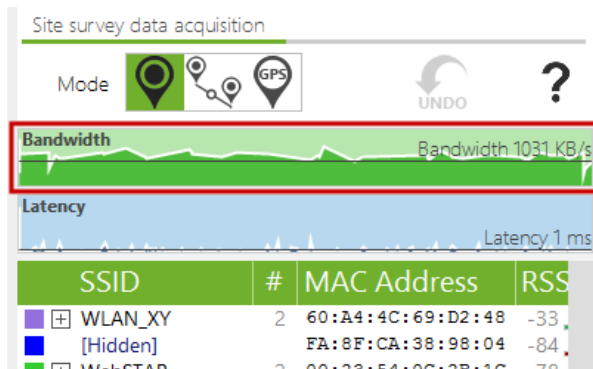 Site survey data acquisition
Mode GPS UNDO ?
Bandwidth
Bandwidth 1031 KB/s
Latency
Latency 1 ms
SSID # MAC Address RSS
WLAN_XY 2 60:A4:4C:69:D2:48 -33
[Hidden] FA:8F:CA:38:98:04 -84